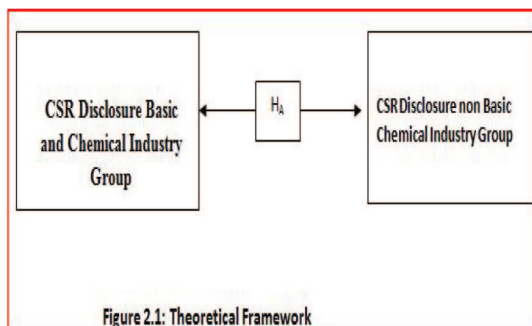 CSR Disclosure Basic
and Chemical Industry
Group
H_A
CSR Disclosure non Basic
Chemical Industry Group
Figure 2.1: Theoretical Framework